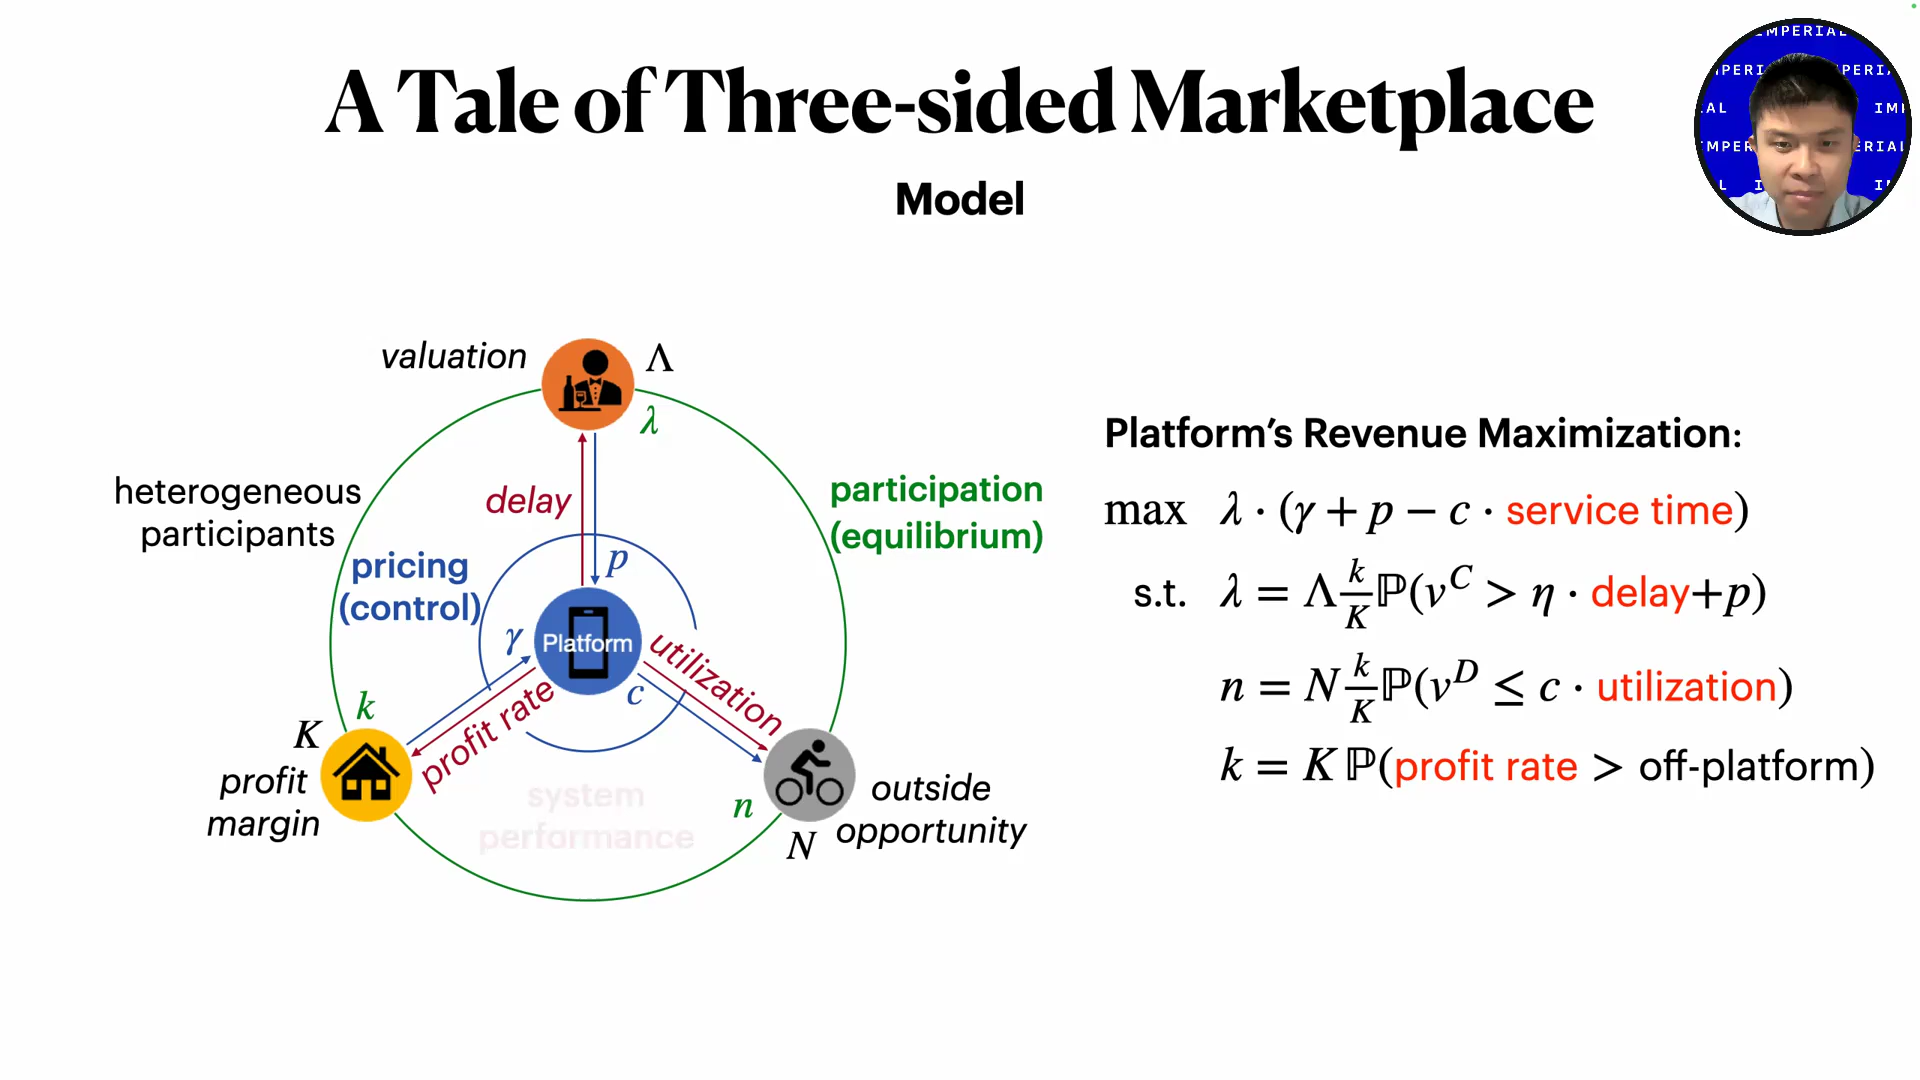 A Tale of Three-sided Marketplace
Model
IMPERIAL
valuation
Λ
λ
heterogeneous
participants
delay
participation
(equilibrium)
pricing
(control)
p
γ
Platform
utilization
c
profit rate
k
K
profit
margin
system
performance
n
N
outside
opportunity
Platform's Revenue Maximization:
max λ · (γ + p − c · service time)
s.t. λ = Λ k/K ℙ(v^C > η · delay+p)
n = N k/K ℙ(v^D ≤ c · utilization)
k = K ℙ(profit rate > off-platform)